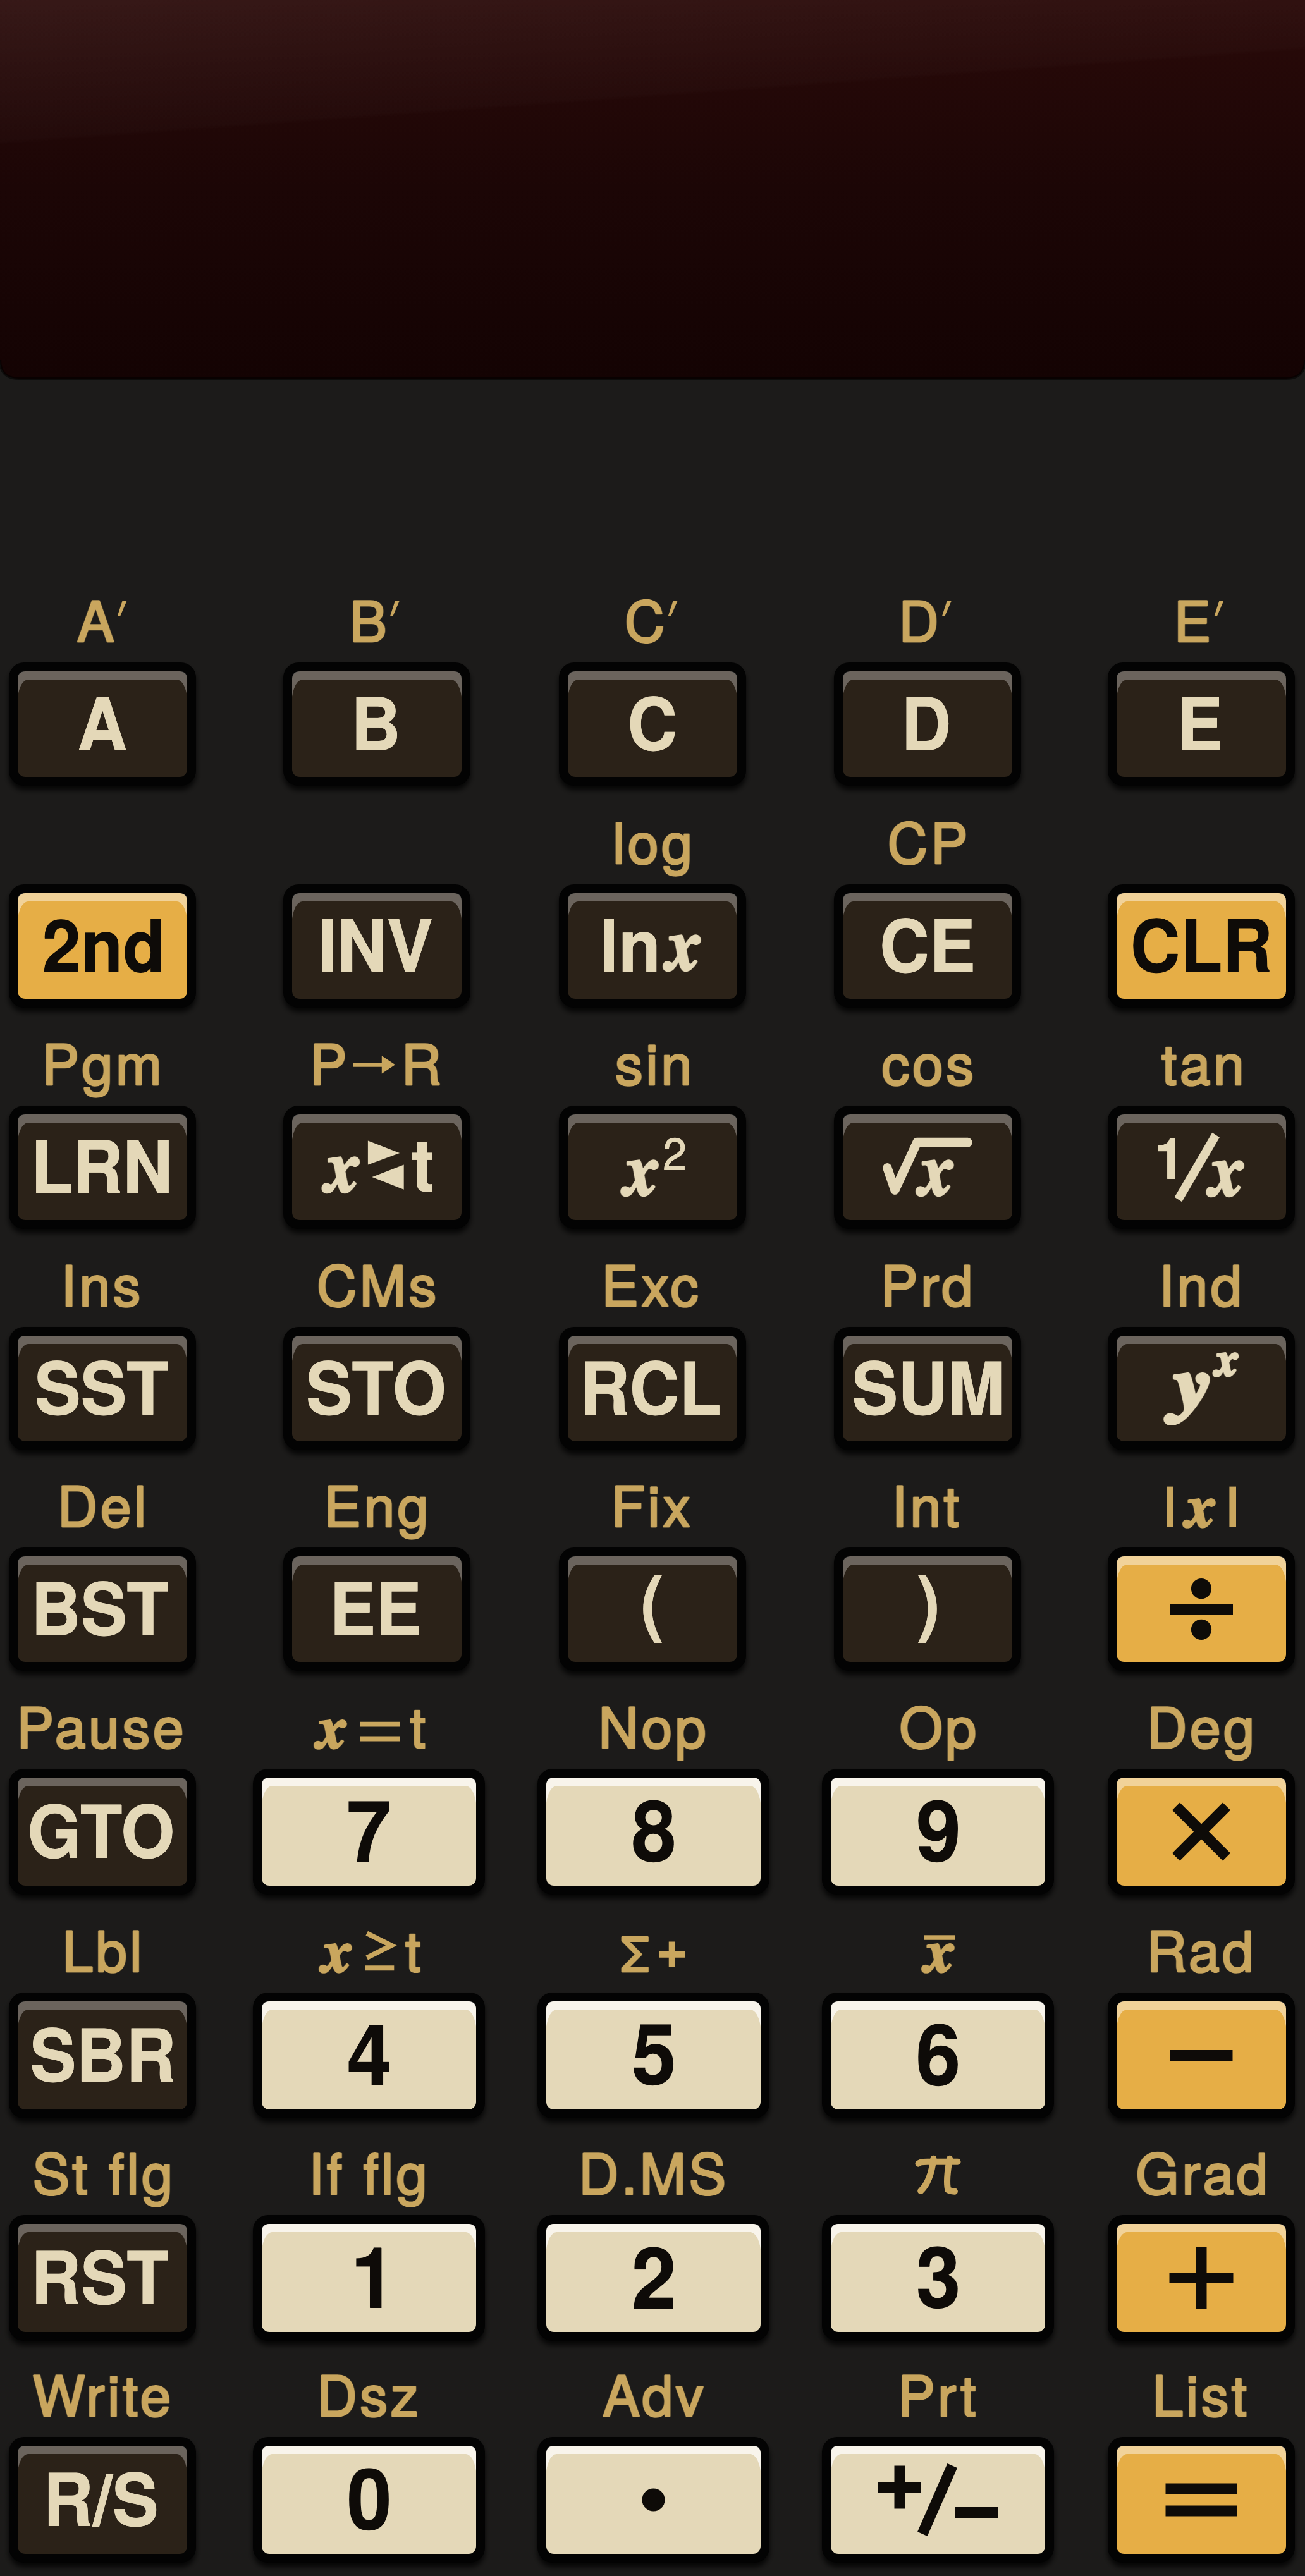 A′ B′ C′ D′ E′
A B C D E
log CP
2nd INV lnx CE CLR
Pgm P→R sin cos tan
LRN x⮂t x² √x 1/x
Ins CMs Exc Prd Ind
SST STO RCL SUM yˣ
Del Eng Fix Int |x|
BST EE ( ) ÷
Pause x=t Nop Op Deg
GTO 7 8 9 ×
Lbl x≥t Σ+ x̅ Rad
SBR 4 5 6 −
St flg If flg D.MS π Grad
RST 1 2 3 +
Write Dsz Adv Prt List
R/S 0 . +/− =